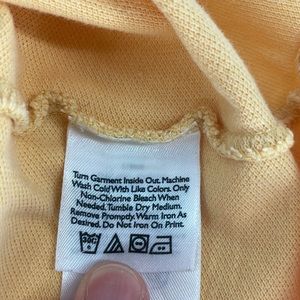 Turn Garment Inside Out. Machine
Wash Cold With Like Colors. Only
Non-Chlorine Bleach When
Needed. Tumble Dry Medium.
Remove Promptly. Warm Iron As
Desired. Do Not Iron On Print.